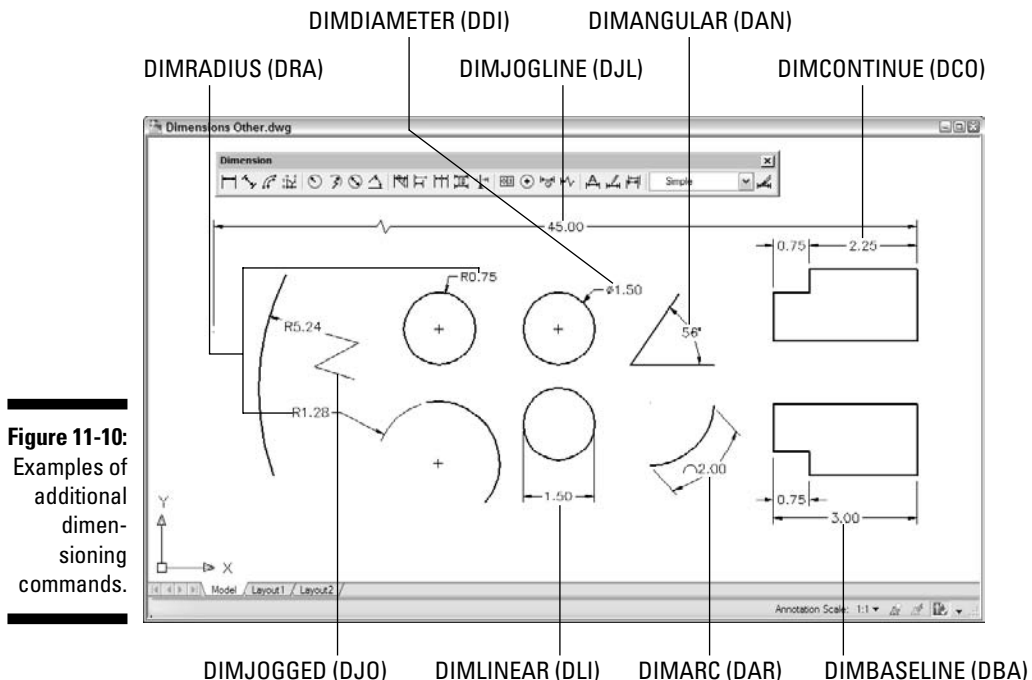 DIMDIAMETER (DDI) DIMANGULAR (DAN)
DIMRADIUS (DRA) DIMJOGLINE (DJL) DIMCONTINUE (DCO)
Dimensions Other.dwg
Dimension
Simple
45.00
0.75 2.25
R0.75
ø1.50
R5.24
56°
R1.28
2.00
1.50
0.75
3.00
Y
X
Model Layout1 Layout2
Annotation Scale: 1:1
Figure 11-10:
Examples of
additional
dimen-
sioning
commands.
DIMJOGGED (DJO) DIMLINEAR (DLI) DIMARC (DAR) DIMBASELINE (DBA)